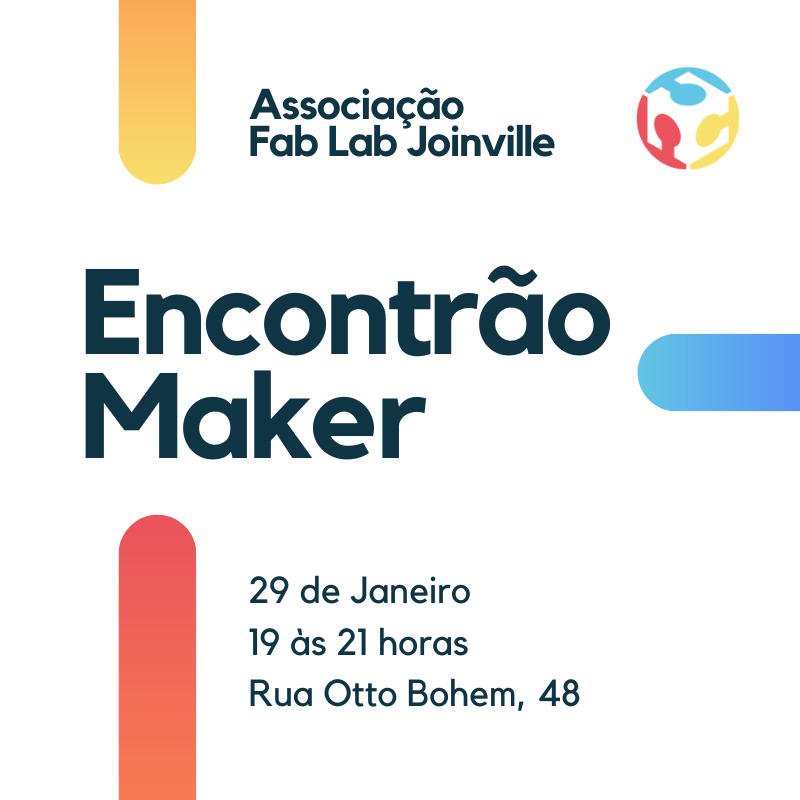 Associação
Fab Lab Joinville
Encontrão
Maker
29 de Janeiro
19 às 21 horas
Rua Otto Bohem, 48